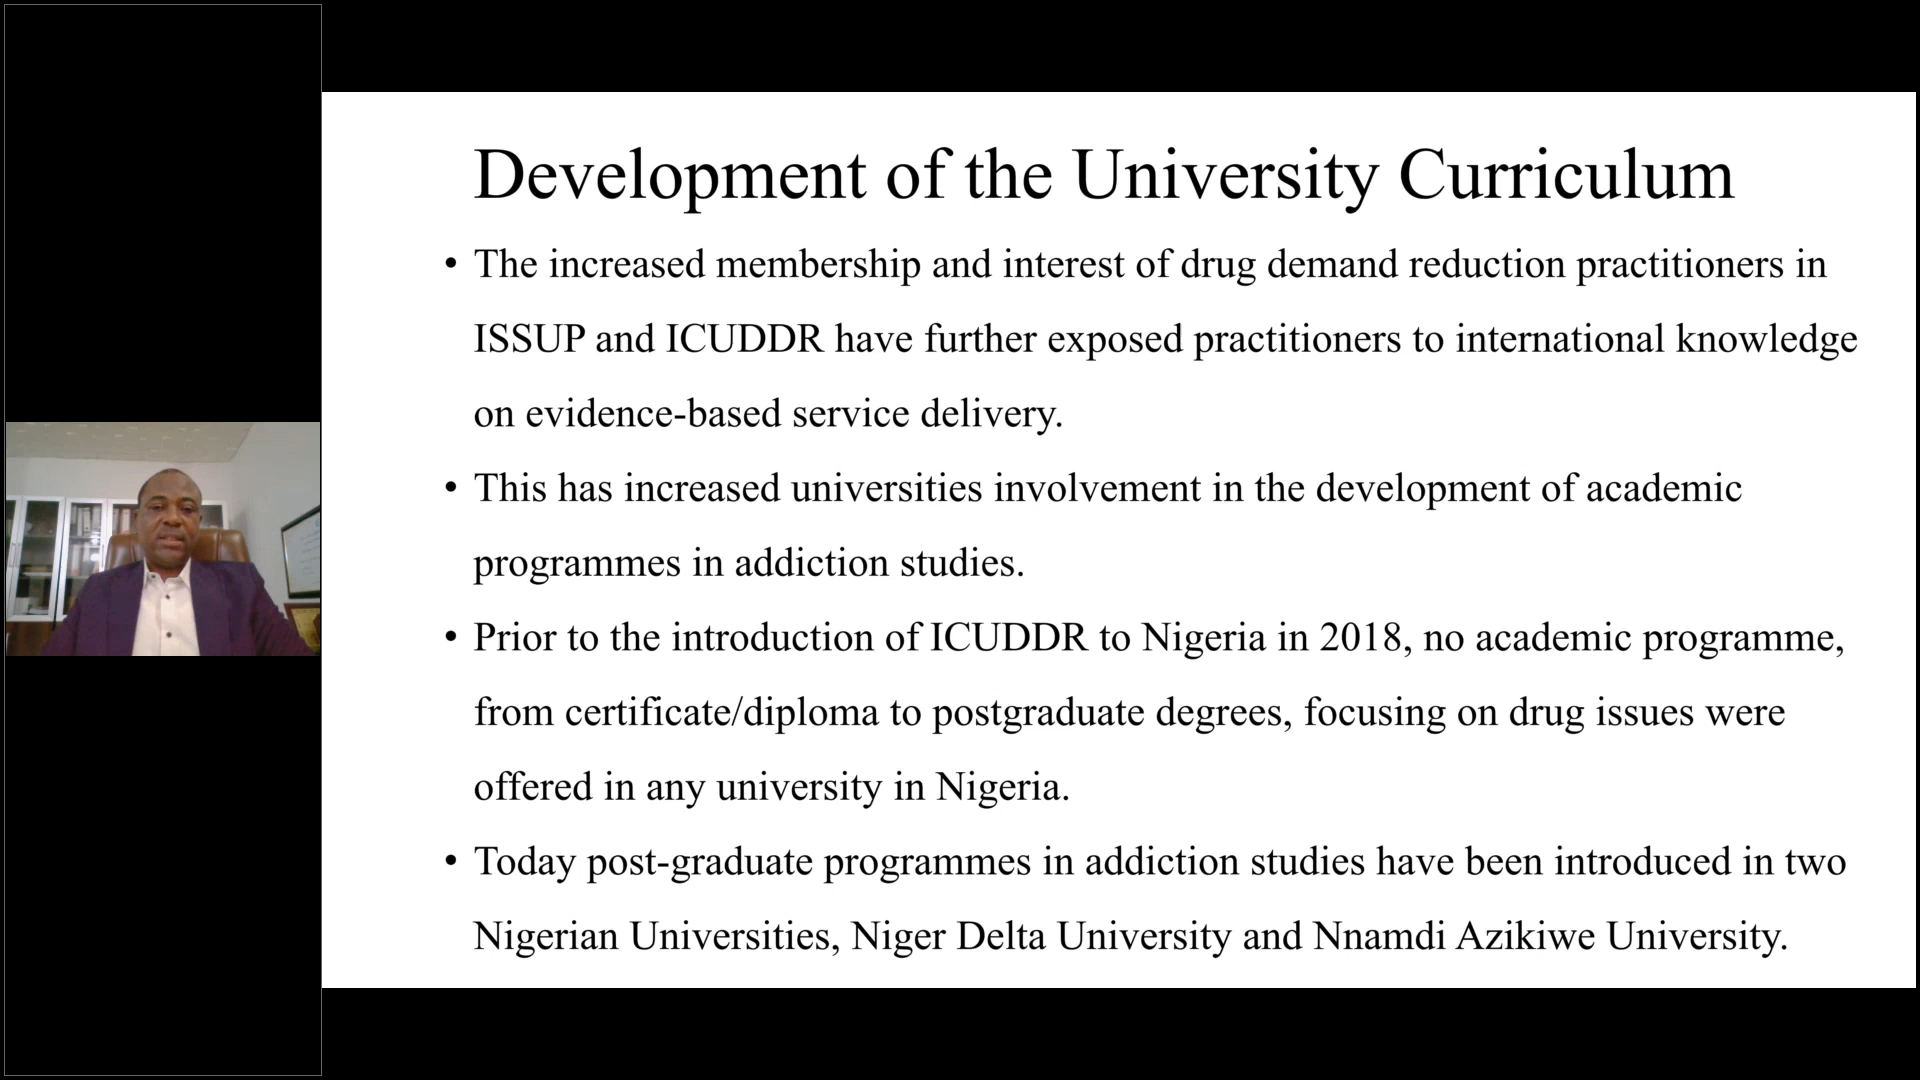 Development of the University Curriculum
• The increased membership and interest of drug demand reduction practitioners in
ISSUP and ICUDDR have further exposed practitioners to international knowledge
on evidence-based service delivery.
• This has increased universities involvement in the development of academic
programmes in addiction studies.
• Prior to the introduction of ICUDDR to Nigeria in 2018, no academic programme,
from certificate/diploma to postgraduate degrees, focusing on drug issues were
offered in any university in Nigeria.
• Today post-graduate programmes in addiction studies have been introduced in two
Nigerian Universities, Niger Delta University and Nnamdi Azikiwe University.